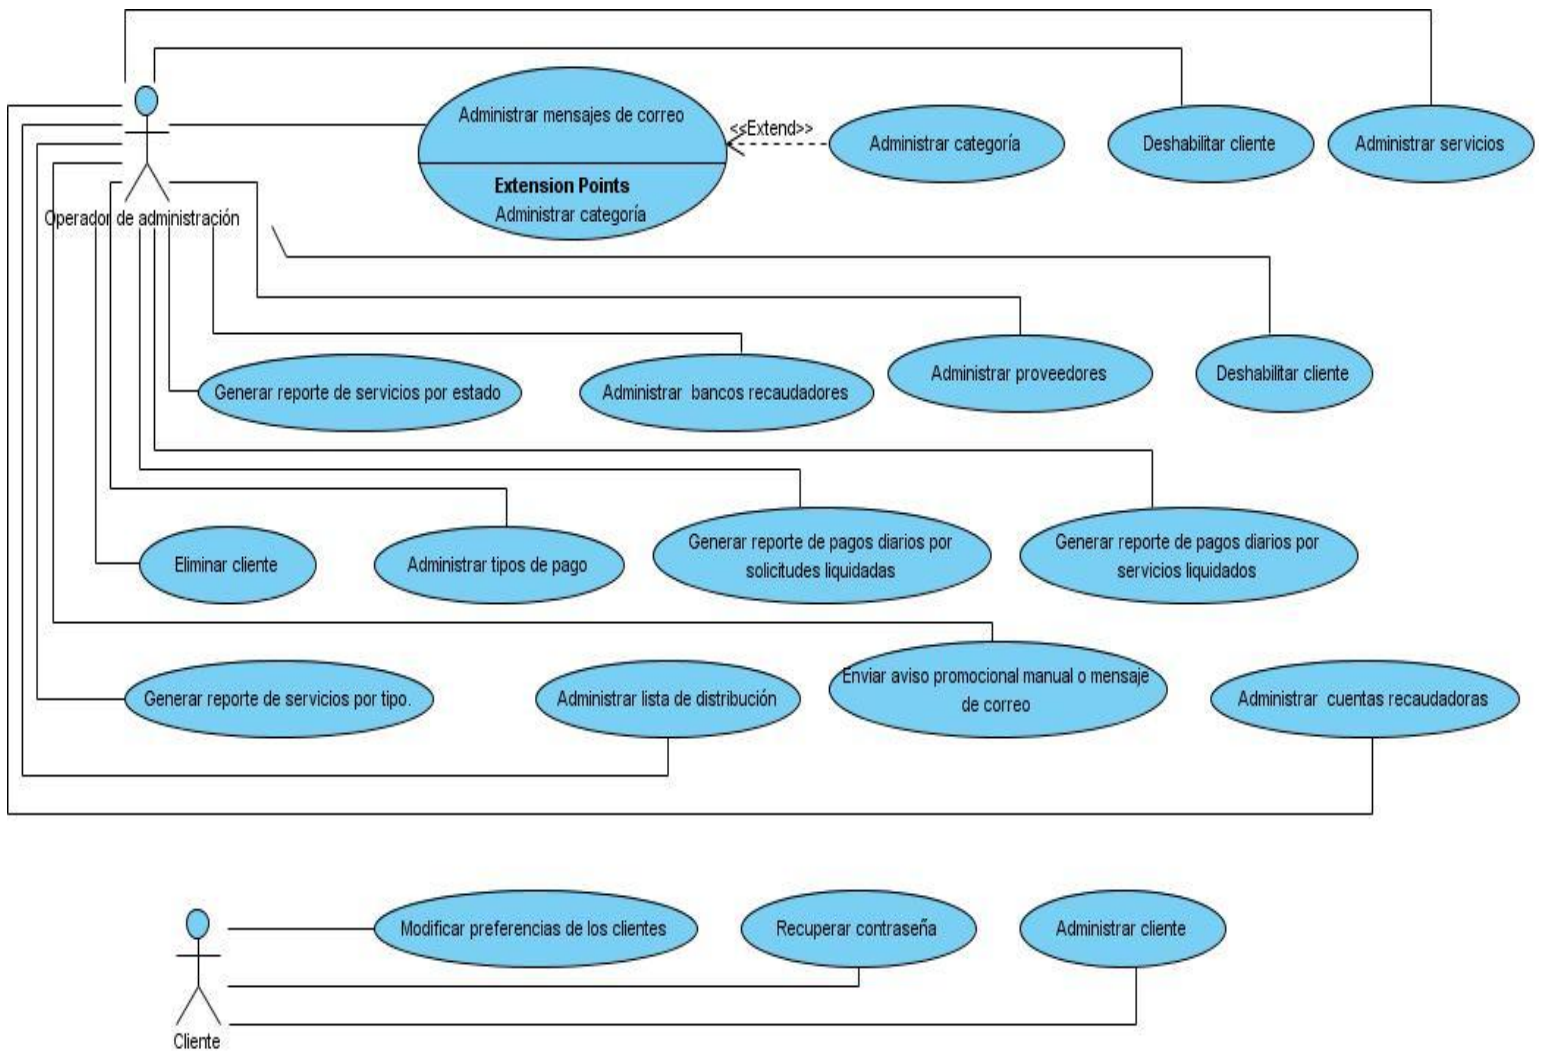 Administrar mensajes de correo
<<Extend>>
Administrar categoría
Deshabilitar cliente
Administrar servicios
Extension Points
Administrar categoría
Operador de administración
Generar reporte de servicios por estado
Administrar  bancos recaudadores
Administrar proveedores
Deshabilitar cliente
Eliminar cliente
Administrar tipos de pago
Generar reporte de pagos diarios por
solicitudes liquidadas
Generar reporte de pagos diarios por
servicios liquidados
Generar reporte de servicios por tipo.
Administrar lista de distribución
Enviar aviso promocional manual o mensaje
de correo
Administrar  cuentas recaudadoras
Modificar preferencias de los clientes
Recuperar contraseña
Administrar cliente
Cliente